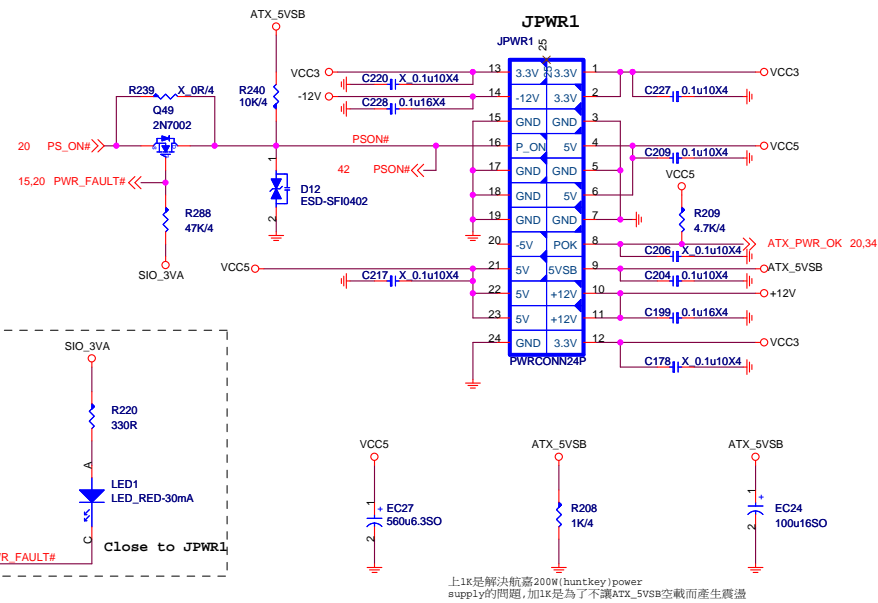 ATX_5VSB
JPWR1
JPWR1
25
25
R239
X_0R/4
Q49
2N7002
R240
10K/4
VCC3
C220
X_0.1u10X4
-12V
C228
0.1u16X4
20 PS_ON#
PSON#
42 PSON#
15,20 PWR_FAULT#
1
D12
ESD-SFI0402
2
R288
47K/4
SIO_3VA
VCC5
C217
X_0.1u10X4
13 3.3V 3.3V 1
14 -12V 3.3V 2
15 GND GND 3
16 P_ON 5V 4
17 GND GND 5
18 GND 5V 6
19 GND GND 7
20 -5V POK 8
21 5V 5VSB 9
22 5V +12V 10
23 5V +12V 11
24 GND 3.3V 12
PWRCONN24P
VCC3
C227
0.1u10X4
VCC5
C209
0.1u10X4
VCC5
R209
4.7K/4
ATX_PWR_OK 20,34
C206
X_0.1u10X4
ATX_5VSB
C204
0.1u10X4
+12V
C199
0.1u16X4
VCC3
C178
X_0.1u10X4
SIO_3VA
R220
330R
A
LED1
LED_RED-30mA
C
Close to JPWR1
R_FAULT#
VCC5
1
+
EC27
560u6.3SO
2
ATX_5VSB
R208
1K/4
ATX_5VSB
1
+
EC24
100u16SO
2
上1K是解決航嘉200W(huntkey)power
supply的問題,加1K是為了不讓ATX_5VSB空載而產生震盪